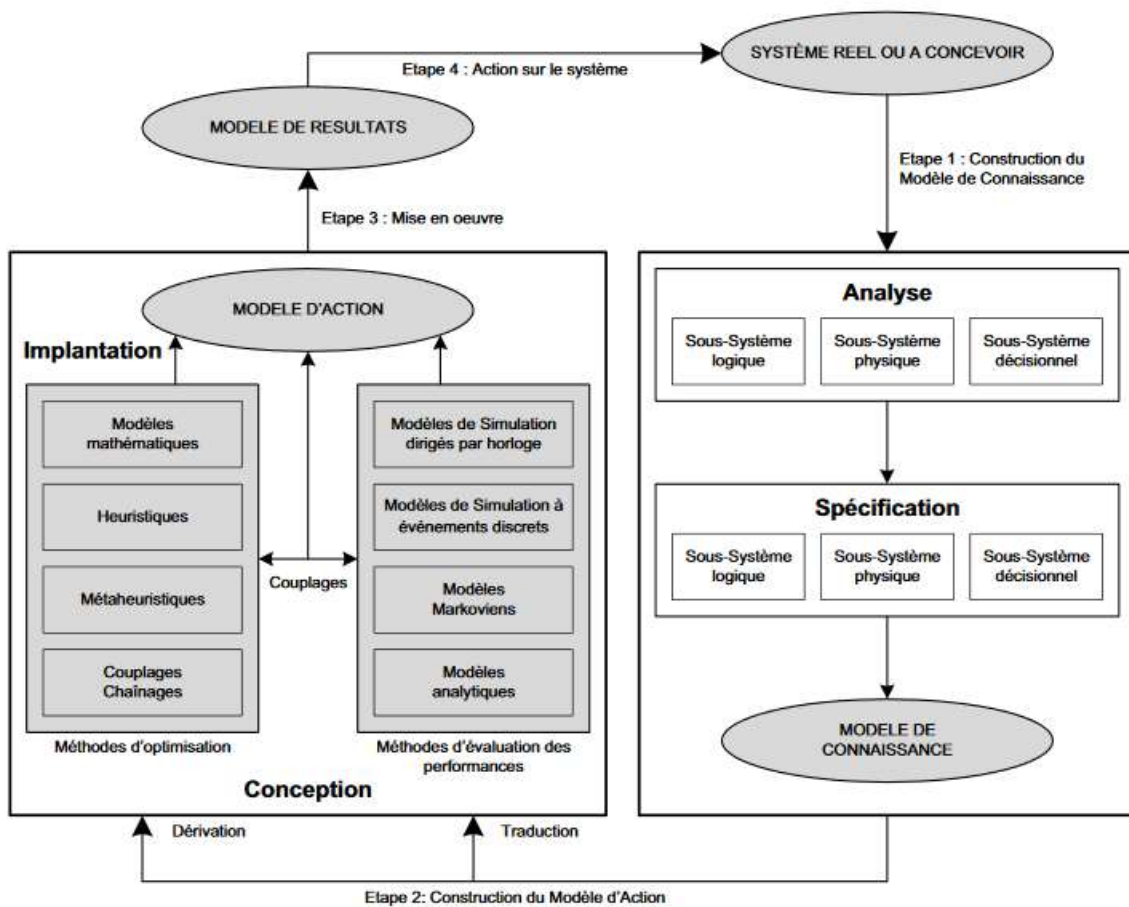 SYSTÈME REEL OU A CONCEVOIR
Etape 4 : Action sur le système
MODELE DE RESULTATS
Etape 1 : Construction du
Modèle de Connaissance
Etape 3 : Mise en oeuvre
MODELE D'ACTION
Implantation
Modèles
mathématiques
Heuristiques
Métaheuristiques
Couplages
Chaînages
Méthodes d'optimisation
Couplages
Modèles de Simulation
dirigés par horloge
Modèles de Simulation à
événements discrets
Modèles
Markoviens
Modèles
analytiques
Méthodes d'évaluation des
performances
Conception
Analyse
Sous-Système
logique
Sous-Système
physique
Sous-Système
décisionnel
Spécification
Sous-Système
logique
Sous-Système
physique
Sous-Système
décisionnel
MODELE DE
CONNAISSANCE
Dérivation
Traduction
Etape 2: Construction du Modèle d'Action